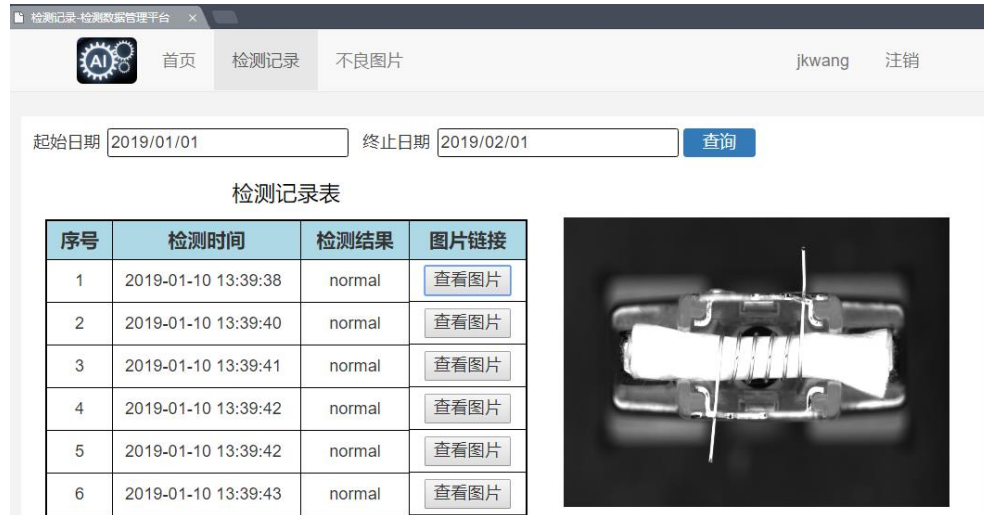 检测记录-检测数据管理平台 ×
AI 首页 检测记录 不良图片 jkwang 注销
起始日期 2019/01/01 终止日期 2019/02/01 查询
检测记录表
序号 检测时间 检测结果 图片链接
1 2019-01-10 13:39:38 normal 查看图片
2 2019-01-10 13:39:40 normal 查看图片
3 2019-01-10 13:39:41 normal 查看图片
4 2019-01-10 13:39:42 normal 查看图片
5 2019-01-10 13:39:42 normal 查看图片
6 2019-01-10 13:39:43 normal 查看图片